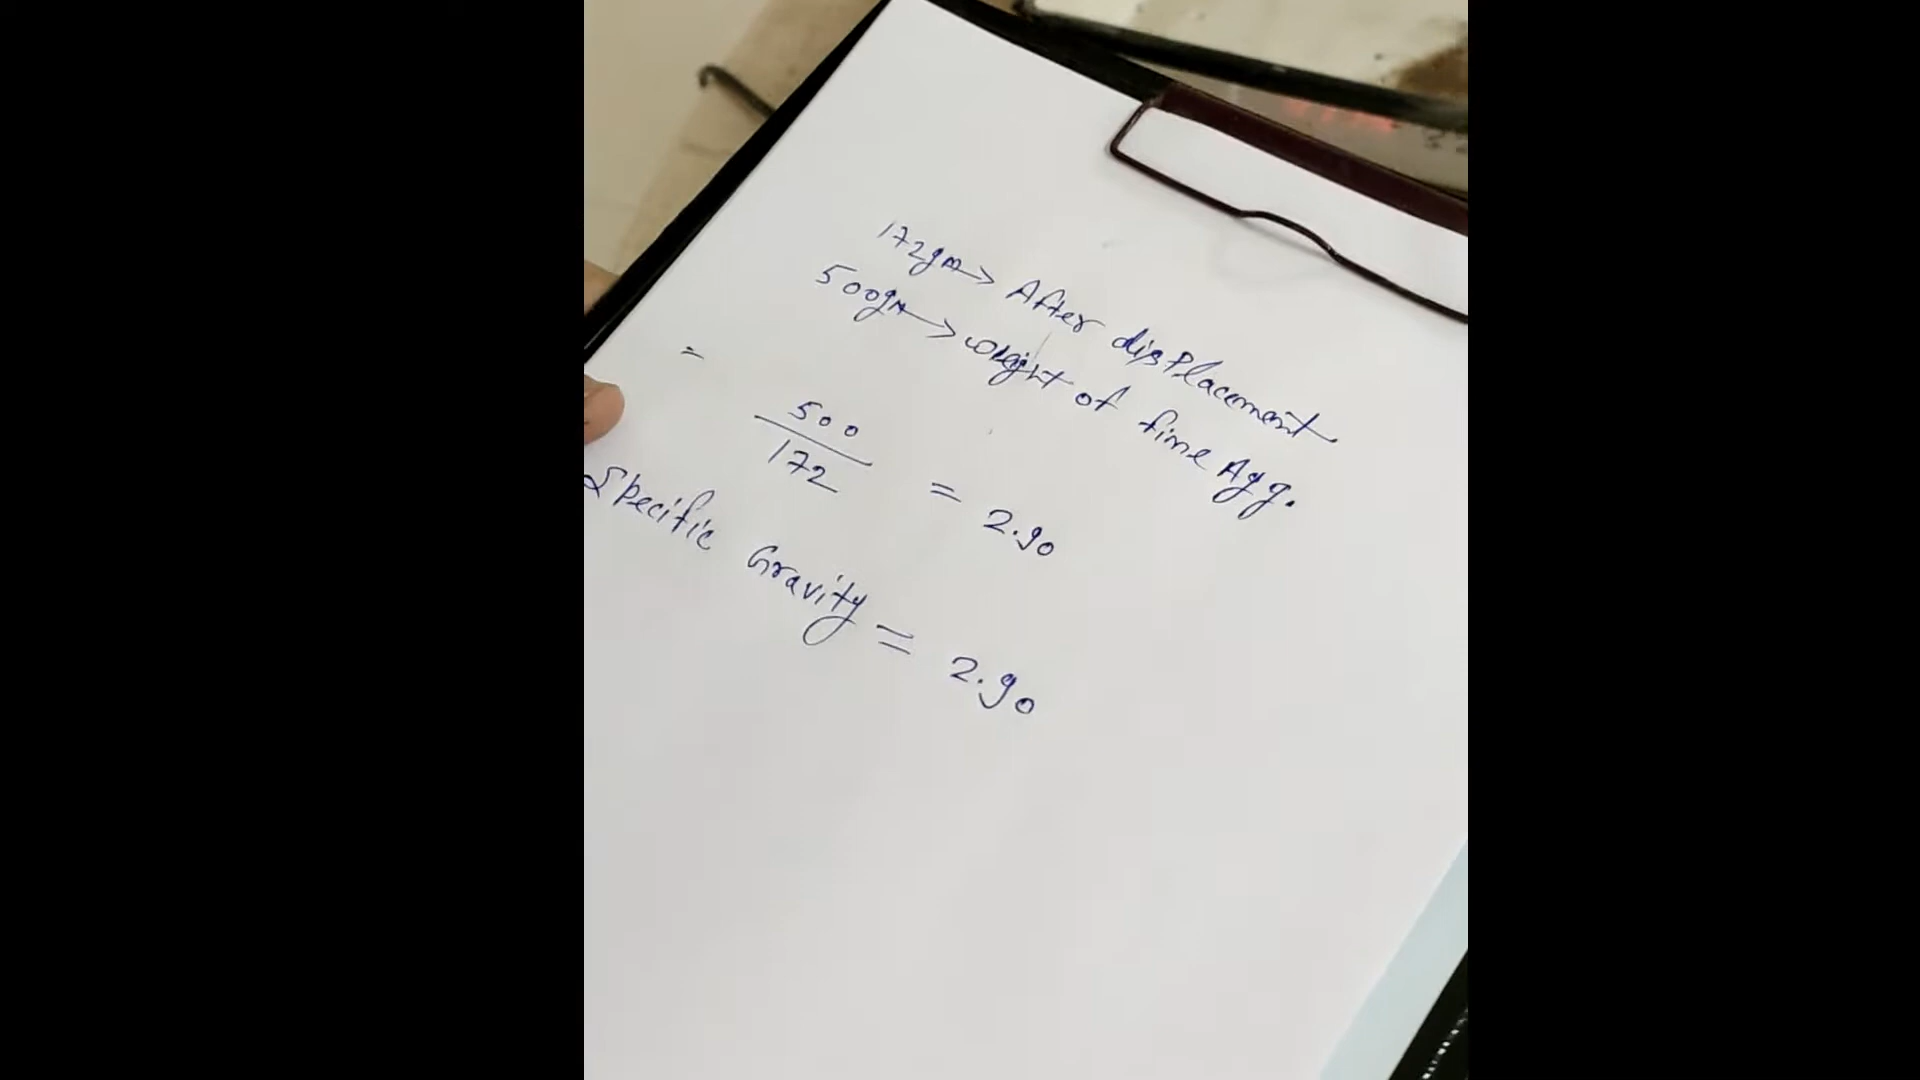 172gm → After displacement
500gm → weight of fine Agg.
=
500
172
= 2.90
Specific Gravity = 2.90